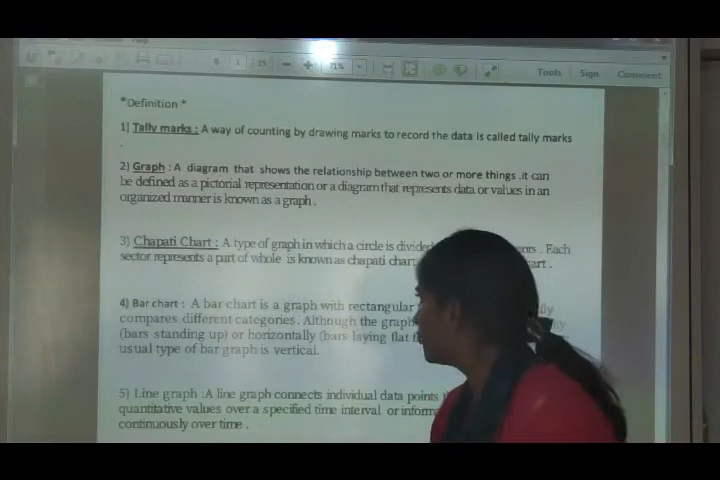 1 / 15 71% Tools Sign Comment
*Definition *
1) Tally marks : A way of counting by drawing marks to record the data is called tally marks
.
2) Graph : A diagram that shows the relationship between two or more things .it can
be defined as a pictorial representation or a diagram that represents data or values in an
organized manner is known as a graph .
3) Chapati Chart : A type of graph in which a circle is divided . Each
sector represents a part of whole is known as chapati chart .
4) Bar chart : A bar chart is a graph with rectangular
compares different categories. Although the graph
(bars standing up) or horizontally (bars laying flat
usual type of bar graph is vertical.
5) Line graph :A line graph connects individual data points
quantitative values over a specified time interval or
continuously over time .